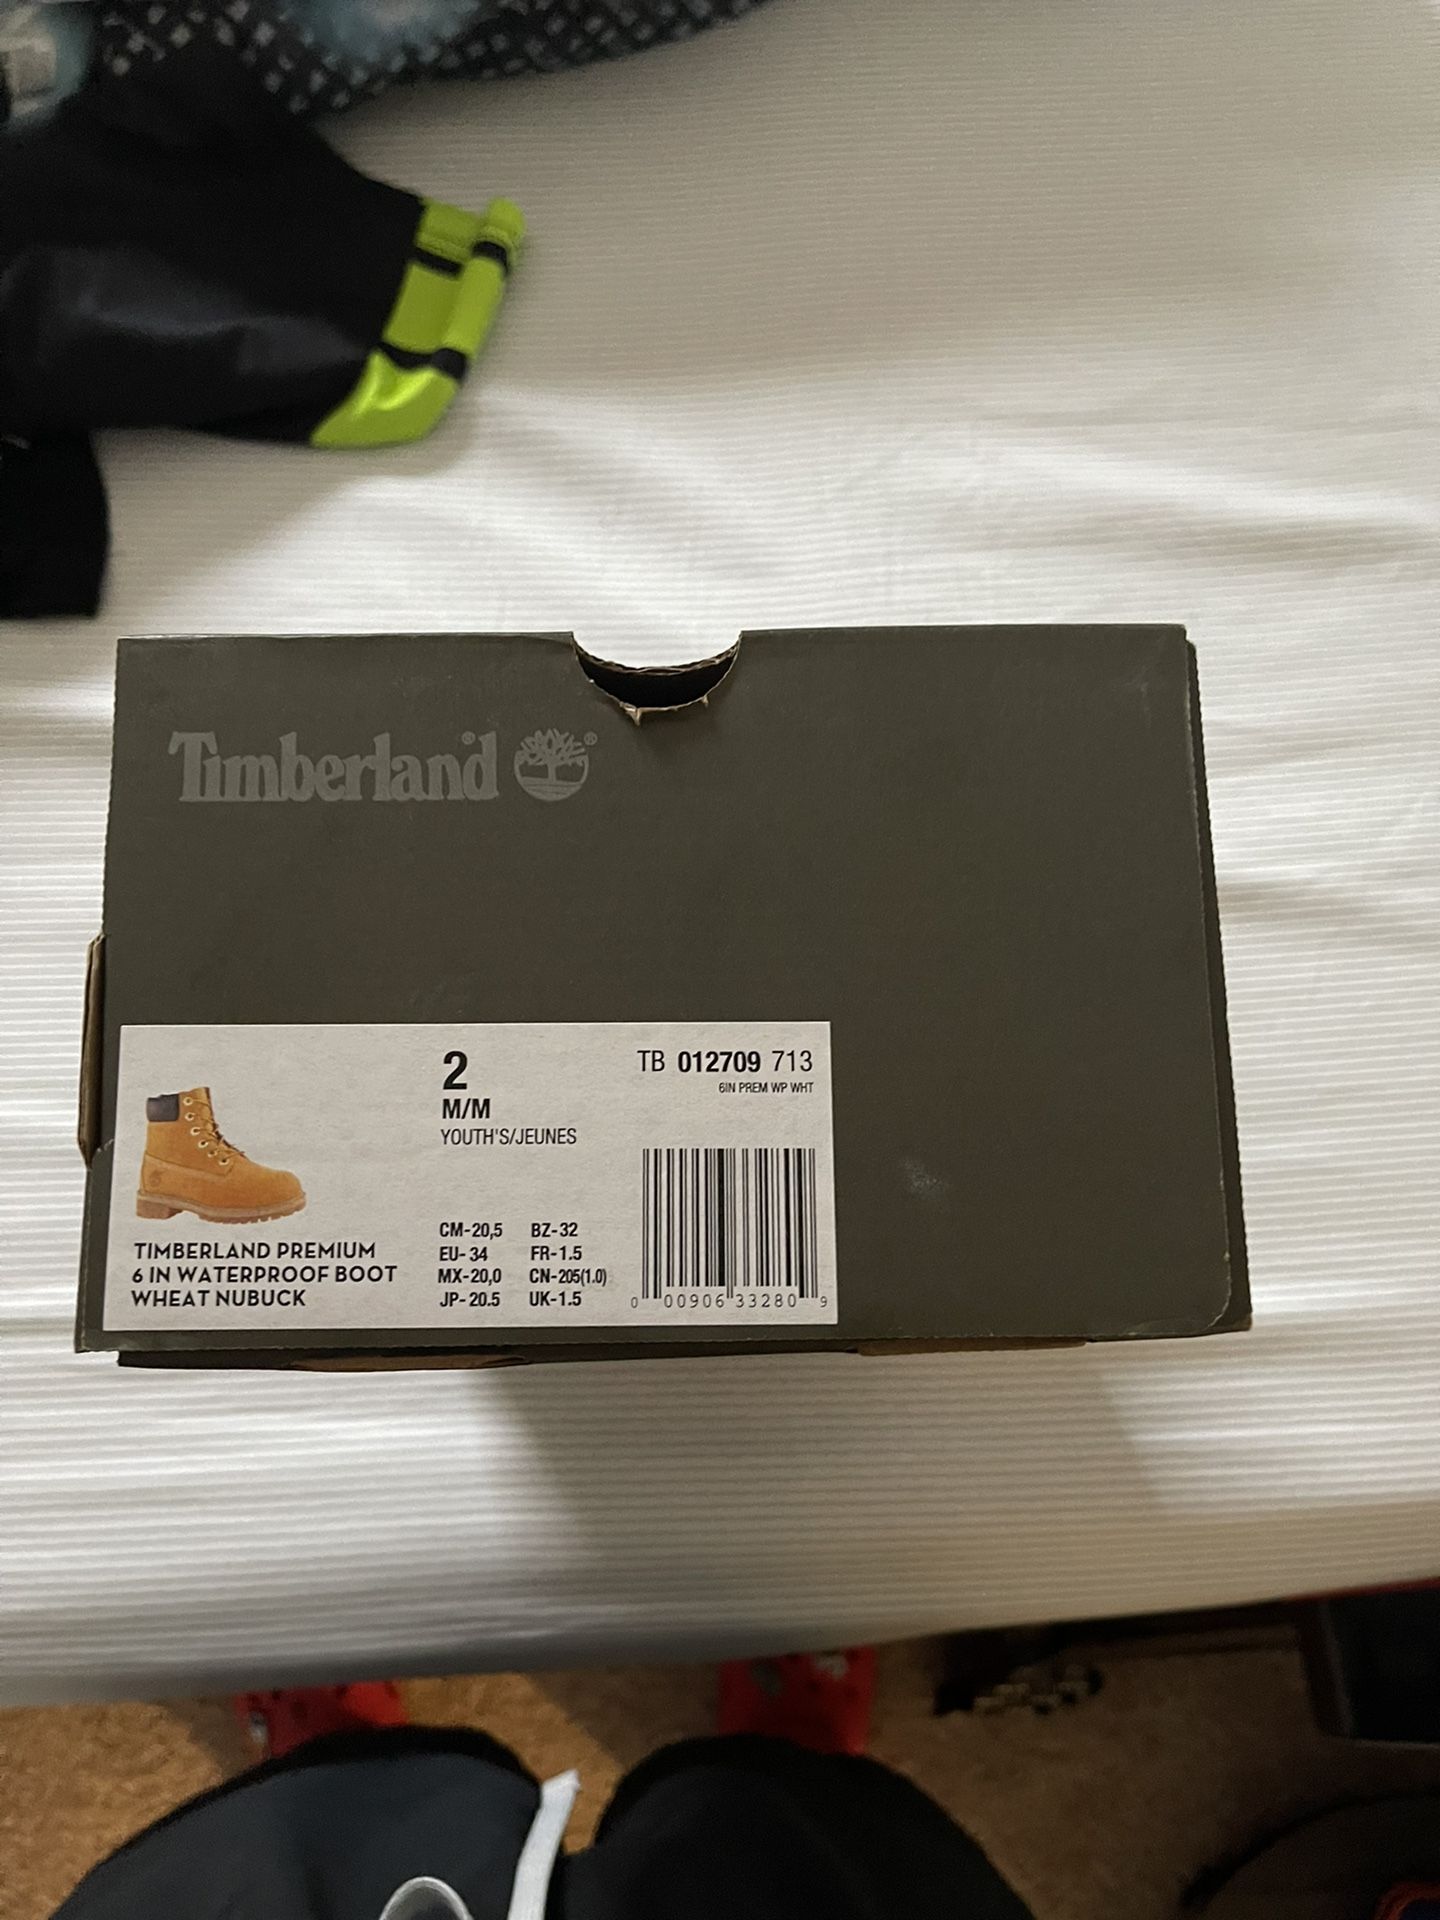 Timberland®
2
M/M
YOUTH'S/JEUNES
TB 012709 713
6IN PREM WP WHT
TIMBERLAND PREMIUM
6 IN WATERPROOF BOOT
WHEAT NUBUCK
CM-20,5 BZ-32
EU-34 FR-1.5
MX-20,0 CN-205(1.0)
JP-20.5 UK-1.5
0 00906 33280 9